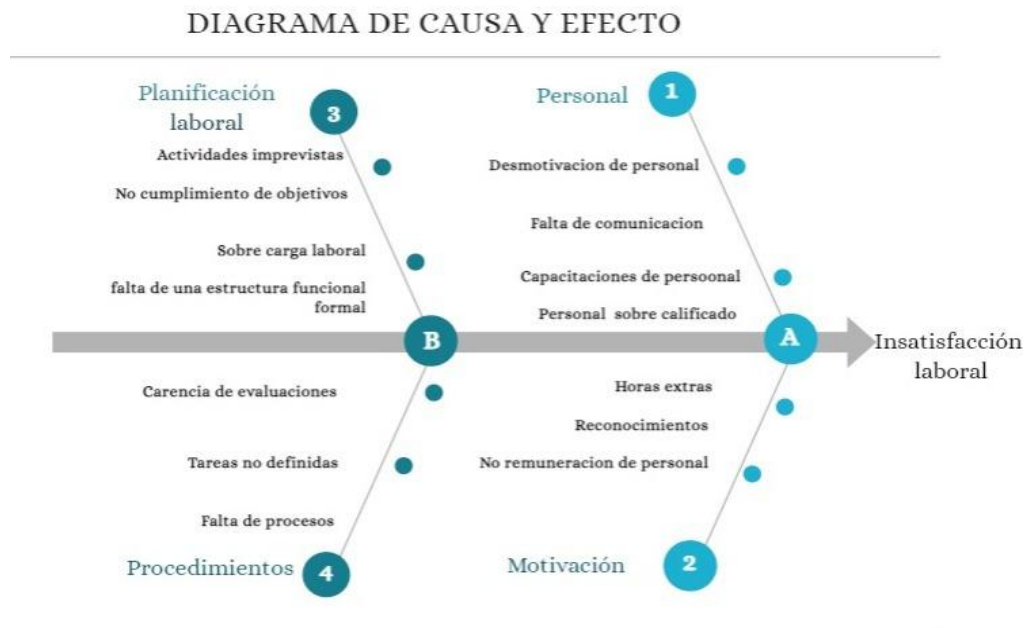 DIAGRAMA DE CAUSA Y EFECTO
Planificación
laboral
3
Actividades imprevistas
No cumplimiento de objetivos
Sobre carga laboral
falta de una estructura funcional
formal
Personal
1
Desmotivacion de personal
Falta de comunicacion
Capacitaciones de persoonal
Personal sobre calificado
B
A
Insatisfacción
laboral
Carencia de evaluaciones
Tareas no definidas
Falta de procesos
Procedimientos
4
Horas extras
Reconocimientos
No remuneracion de personal
Motivación
2